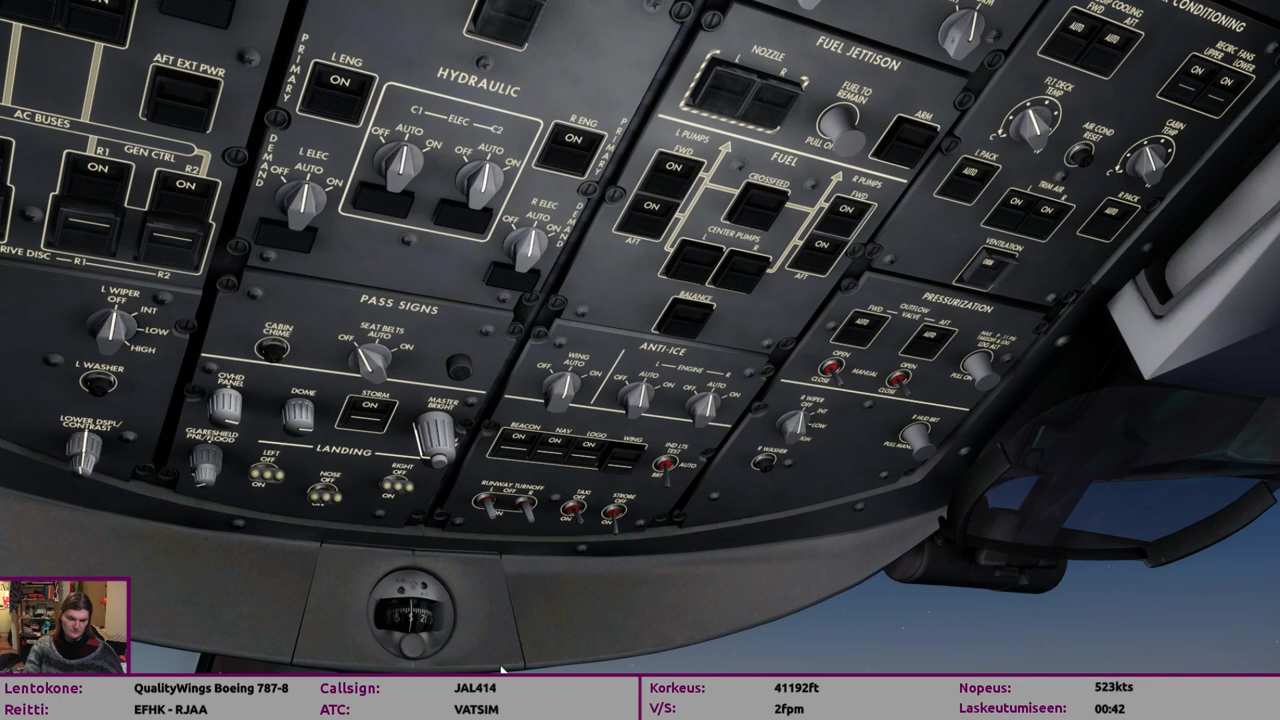 AFT EXT PWR
AC BUSES
GEN CTRL
R1
R2
ON
ON
DRIVE DISC
R1
R2
L WIPER
OFF
INT
LOW
HIGH
L WASHER
LOWER DSPL/
CONTRAST
PRIMARY
L ENG
ON
HYDRAULIC
C1 ELEC C2
OFF AUTO ON
OFF AUTO ON
R ENG
ON
PRIMARY
DEMAND
L ELEC
OFF AUTO ON
R ELEC
OFF AUTO ON
DEMAND
PASS SIGNS
CABIN
CHIME
SEAT BELTS
OFF AUTO ON
OVHD
PANEL
DOME
STORM
ON
MASTER
BRIGHT
GLARESHIELD
PNL/FLOOD
LANDING
LEFT
OFF
ON
NOSE
OFF
ON
RIGHT
OFF
ON
FUEL JETTISON
NOZZLE
L R
FUEL TO
REMAIN
PULL ON
ARM
FUEL
L PUMPS
FWD
ON
ON
AFT
CROSSFEED
R PUMPS
FWD
ON
ON
AFT
CENTER PUMPS
L R
BALANCE
ANTI-ICE
WING
OFF AUTO ON
L ENGINE R
OFF AUTO
OFF AUTO ON
BEACON NAV LOGO WING
ON ON ON
IND LTS
TEST
BRT
AUTO
RUNWAY TURNOFF
L OFF R
ON
TAXI
OFF
ON
STROBE
OFF
ON
CONDITIONING
COOLING
FWD AFT
AUTO AUTO
RECIRC FANS
UPPER LOWER
ON ON
FLT DECK
TEMP
AIR COND
RESET
CABIN
TEMP
L PACK
AUTO
TRIM AIR
ON ON
R PACK
AUTO
VENTILATION
PRESSURIZATION
OUTFLOW
VALVE
FWD AFT
AUTO AUTO
OPEN
CLOSE
MANUAL
OPEN
CLOSE
PULL ON
R WIPER
OFF
INT
LOW
R WASHER
Lentokone: QualityWings Boeing 787-8 Callsign: JAL414 Korkeus: 41192ft Nopeus: 523kts
Reitti: EFHK - RJAA ATC: VATSIM V/S: 2fpm Laskeutumiseen: 00:42